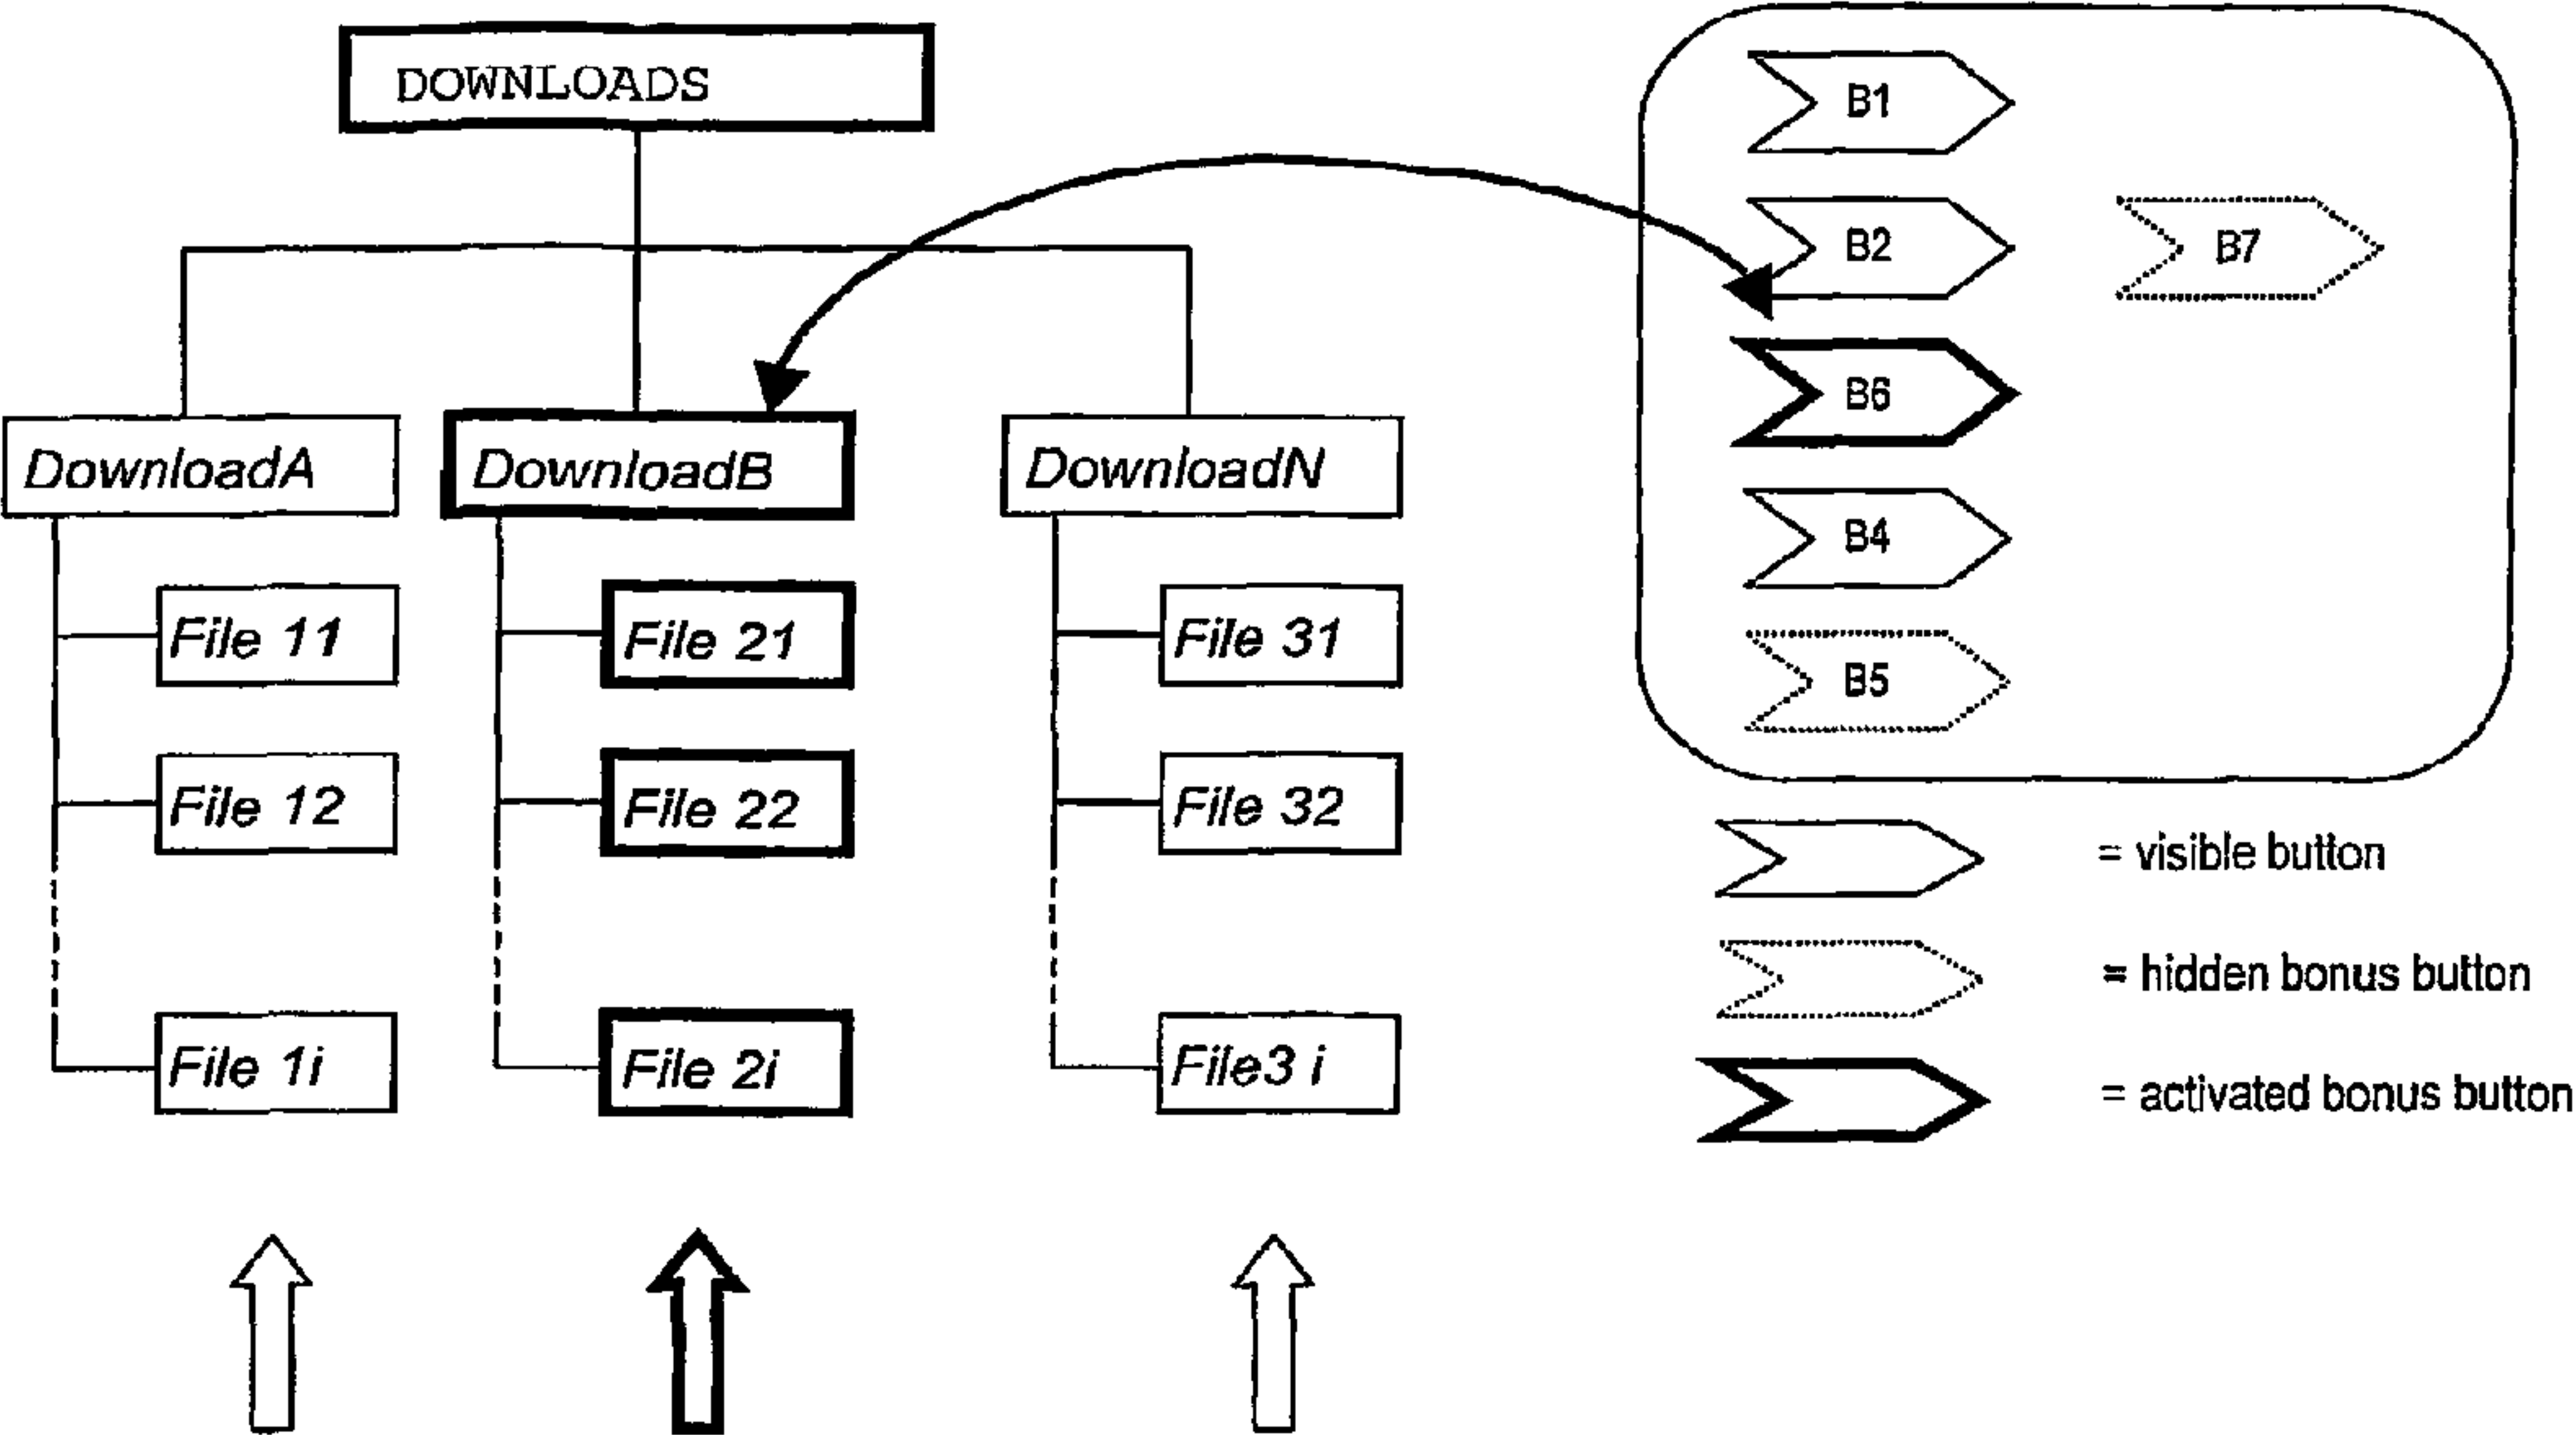 DOWNLOADS
DownloadA
DownloadB
DownloadN
File 11
File 21
File 31
File 12
File 22
File 32
File 1i
File 2i
File3 i
B1
B2
B7
B6
B4
B5
= visible button
= hidden bonus button
= activated bonus button